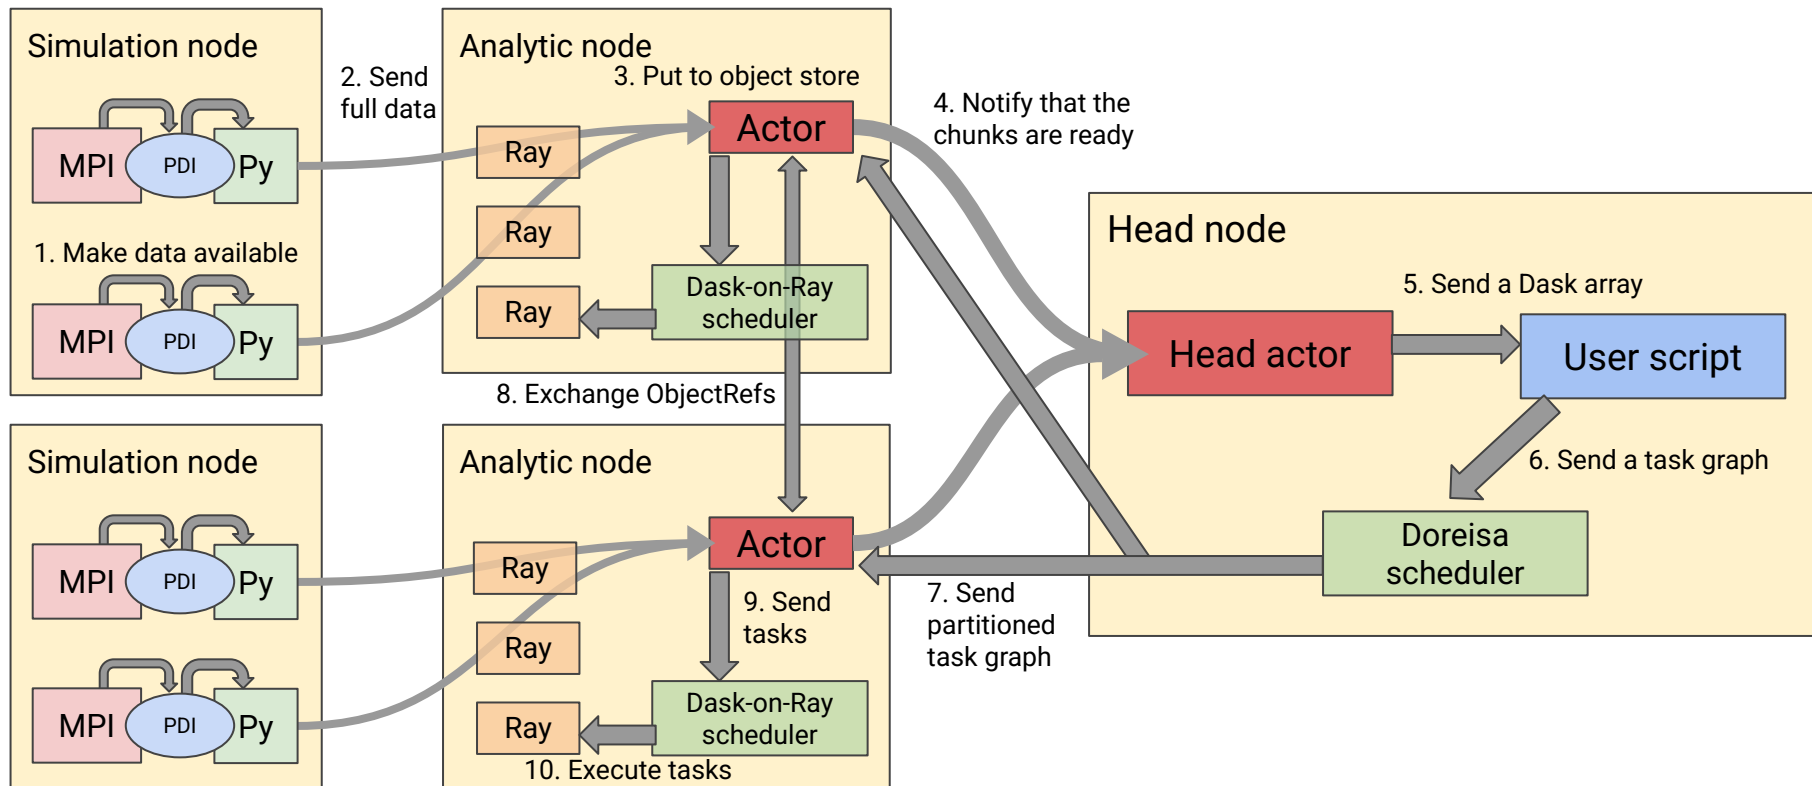 Simulation node
MPI
PDI
Py
1. Make data available
MPI
PDI
Py
2. Send
full data
Analytic node
3. Put to object store
Ray
Actor
Ray
Ray
Dask-on-Ray
scheduler
4. Notify that the
chunks are ready
Head node
5. Send a Dask array
Head actor
User script
6. Send a task graph
Doreisa
scheduler
7. Send
partitioned
task graph
8. Exchange ObjectRefs
Simulation node
MPI
PDI
Py
MPI
PDI
Py
Analytic node
Actor
Ray
9. Send
tasks
Ray
Ray
Dask-on-Ray
scheduler
10. Execute tasks